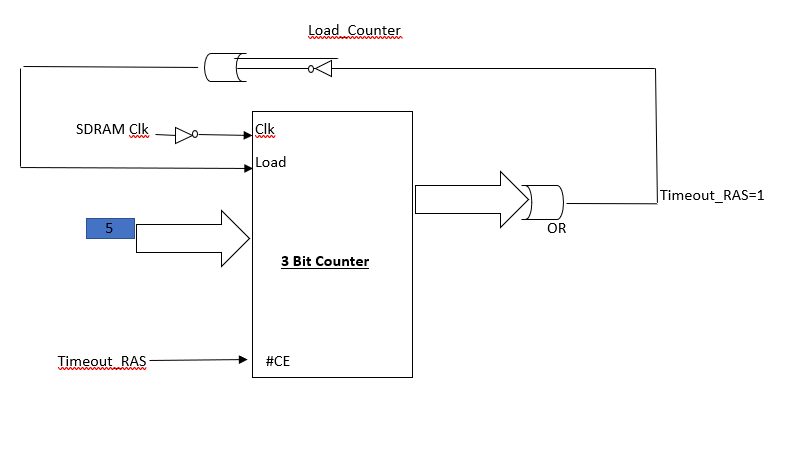 Load_Counter
SDRAM Clk
Clk
Load
5
Timeout_RAS=1
OR
3 Bit Counter
Timeout_RAS
#CE